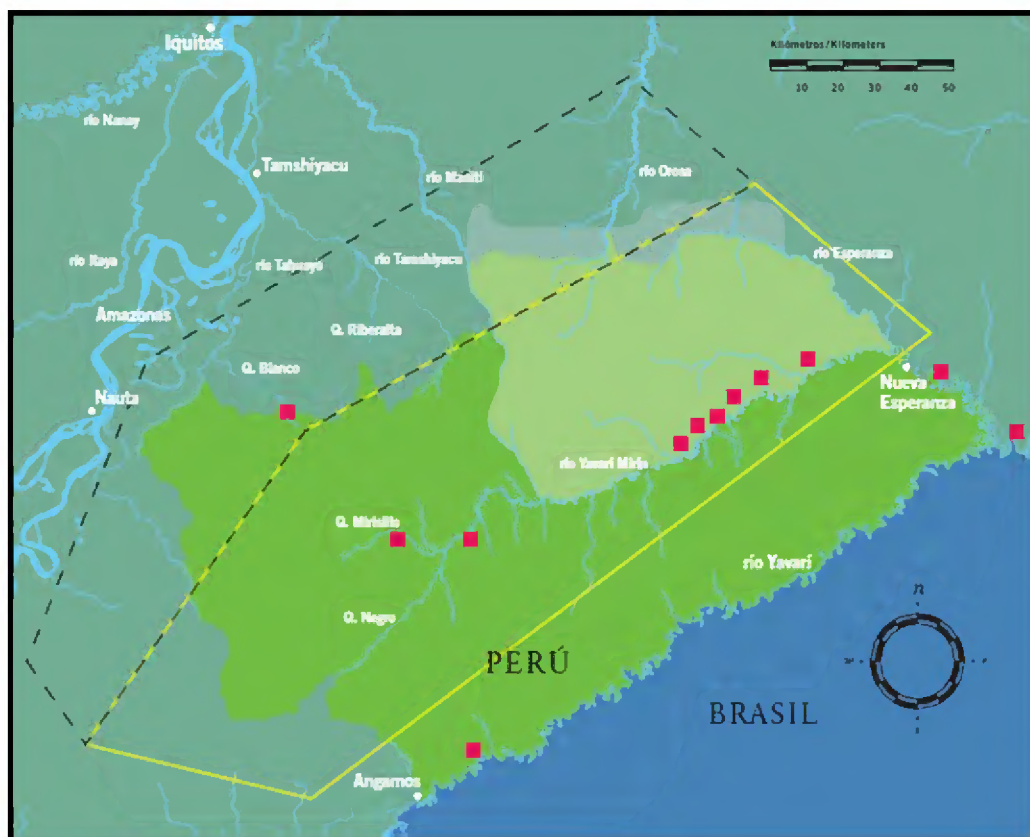 Iquitos
Kilómetros/Kilometers
10 20 30 40 50
río Nanay
Tamshiyacu
río Manití
río Orosa
río Itaya
río Tahuayo
río Tamshiyacu
río Esperanza
Amazonas
Q. Riberalta
Q. Blanco
Nauta
Nueva
Esperanza
río Yavarí Mirín
Q. Mirinillo
río Yavarí
Q. Negro
n
PERÚ
BRASIL
Angamos